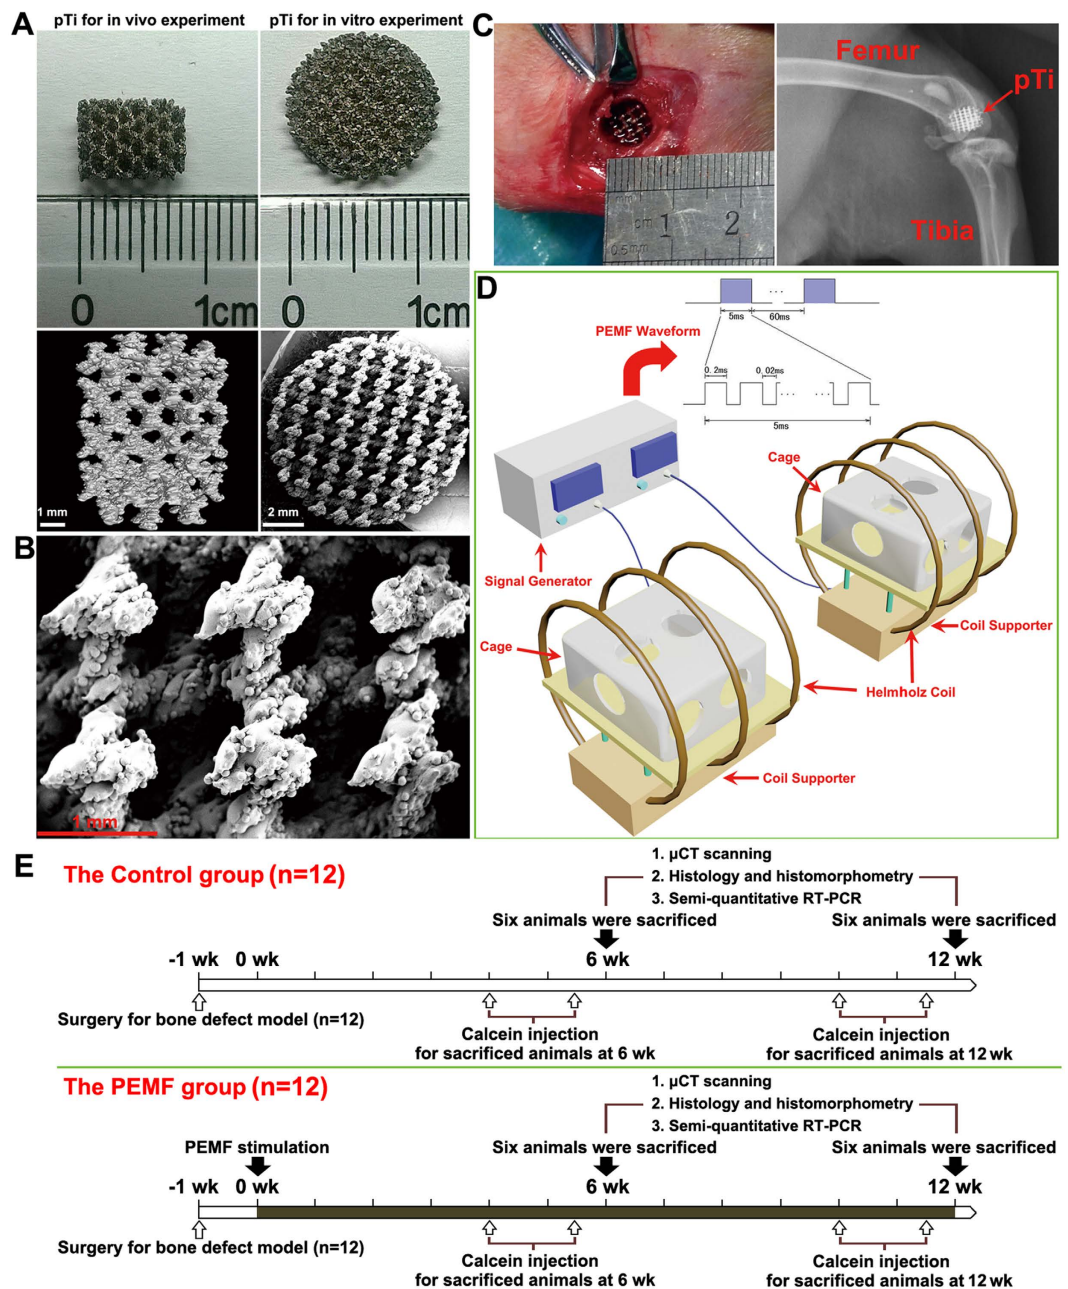 A
pTi for in vivo experiment
pTi for in vitro experiment
0
1cm
0
1cm
1 mm
2 mm
B
1 mm
C
mm
cm
1
2
0.5mm
Femur
pTi
Tibia
D
5ms
60ms
PEMF Waveform
0.2ms
0.02ms
5ms
Cage
Signal Generator
Coil Supporter
Cage
Helmholz Coil
Coil Supporter
E
The Control group (n=12)
1. µCT scanning
2. Histology and histomorphometry
3. Semi-quantitative RT-PCR
Six animals were sacrificed
Six animals were sacrificed
-1 wk
0 wk
6 wk
12 wk
Surgery for bone defect model (n=12)
Calcein injection
for sacrificed animals at 6 wk
Calcein injection
for sacrificed animals at 12 wk
The PEMF group (n=12)
1. µCT scanning
2. Histology and histomorphometry
3. Semi-quantitative RT-PCR
PEMF stimulation
Six animals were sacrificed
Six animals were sacrificed
-1 wk
0 wk
6 wk
12 wk
Surgery for bone defect model (n=12)
Calcein injection
for sacrificed animals at 6 wk
Calcein injection
for sacrificed animals at 12 wk